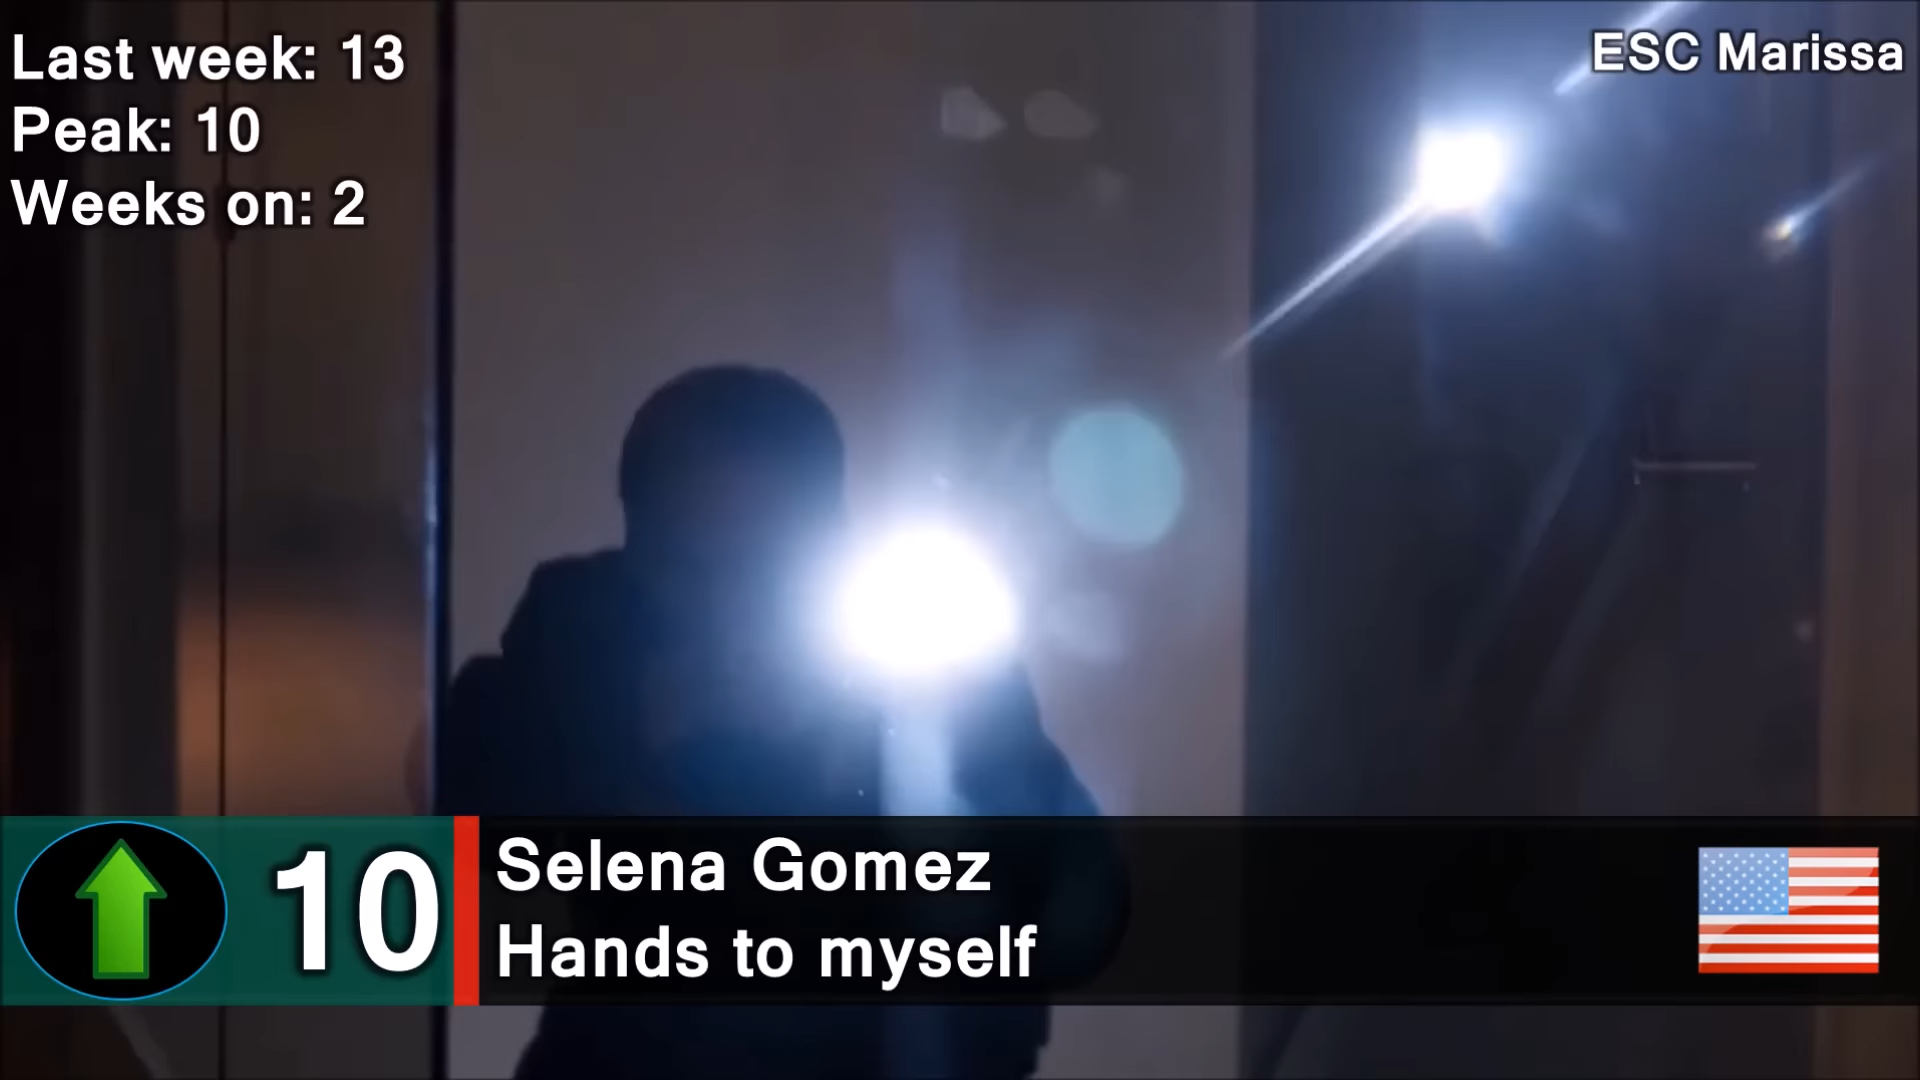 Last week: 13
Peak: 10
Weeks on: 2
ESC Marissa
10
Selena Gomez
Hands to myself